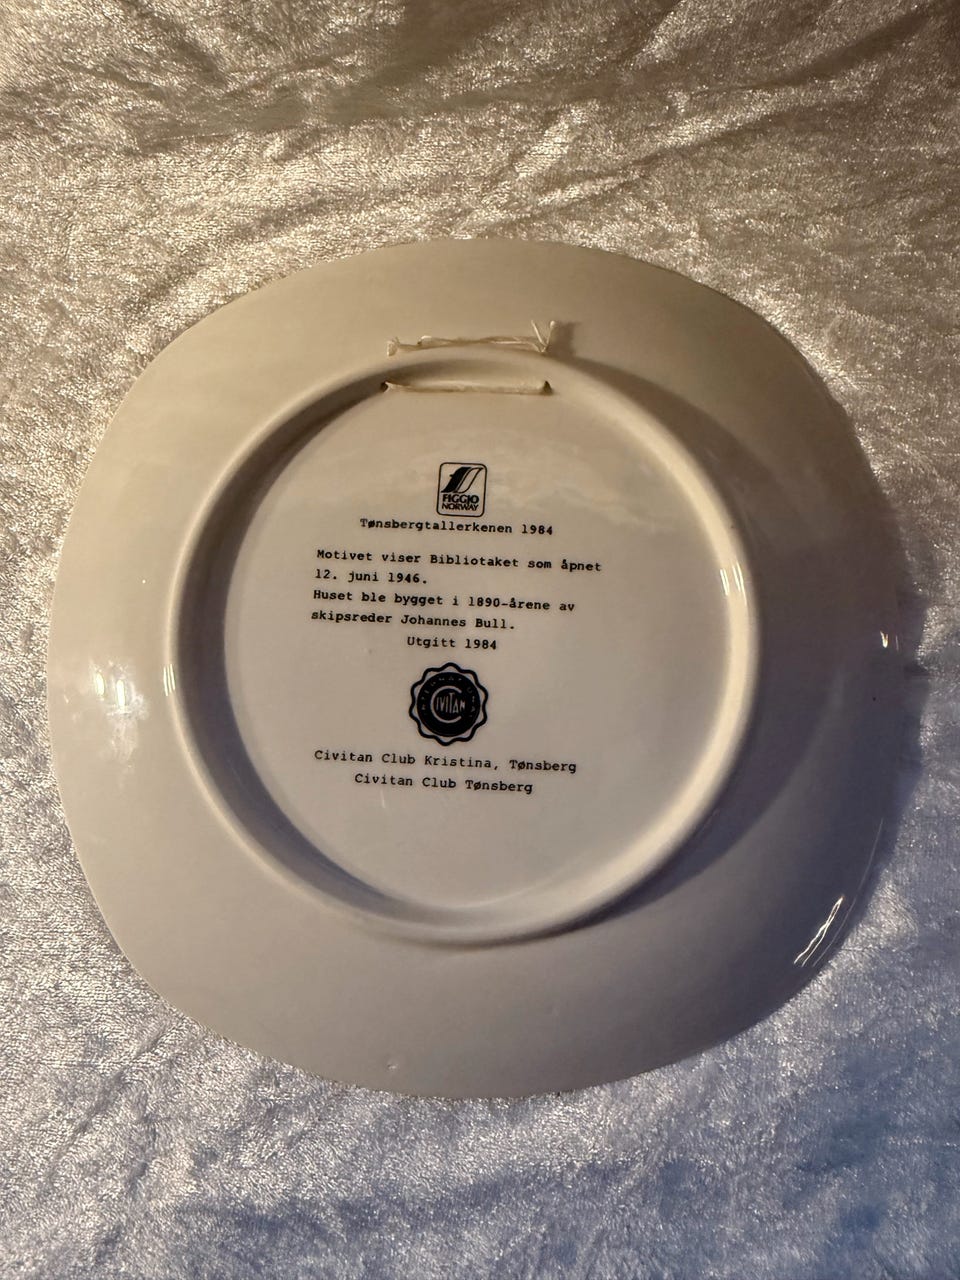 FIGGJO
NORWAY
Tønsbergtallerkenen 1984
Motivet viser Bibliotaket som åpnet
12. juni 1946.
Huset ble bygget i 1890-årene av
skipsreder Johannes Bull.
Utgitt 1984
CIVITAN
Civitan Club Kristina, Tønsberg
Civitan Club Tønsberg